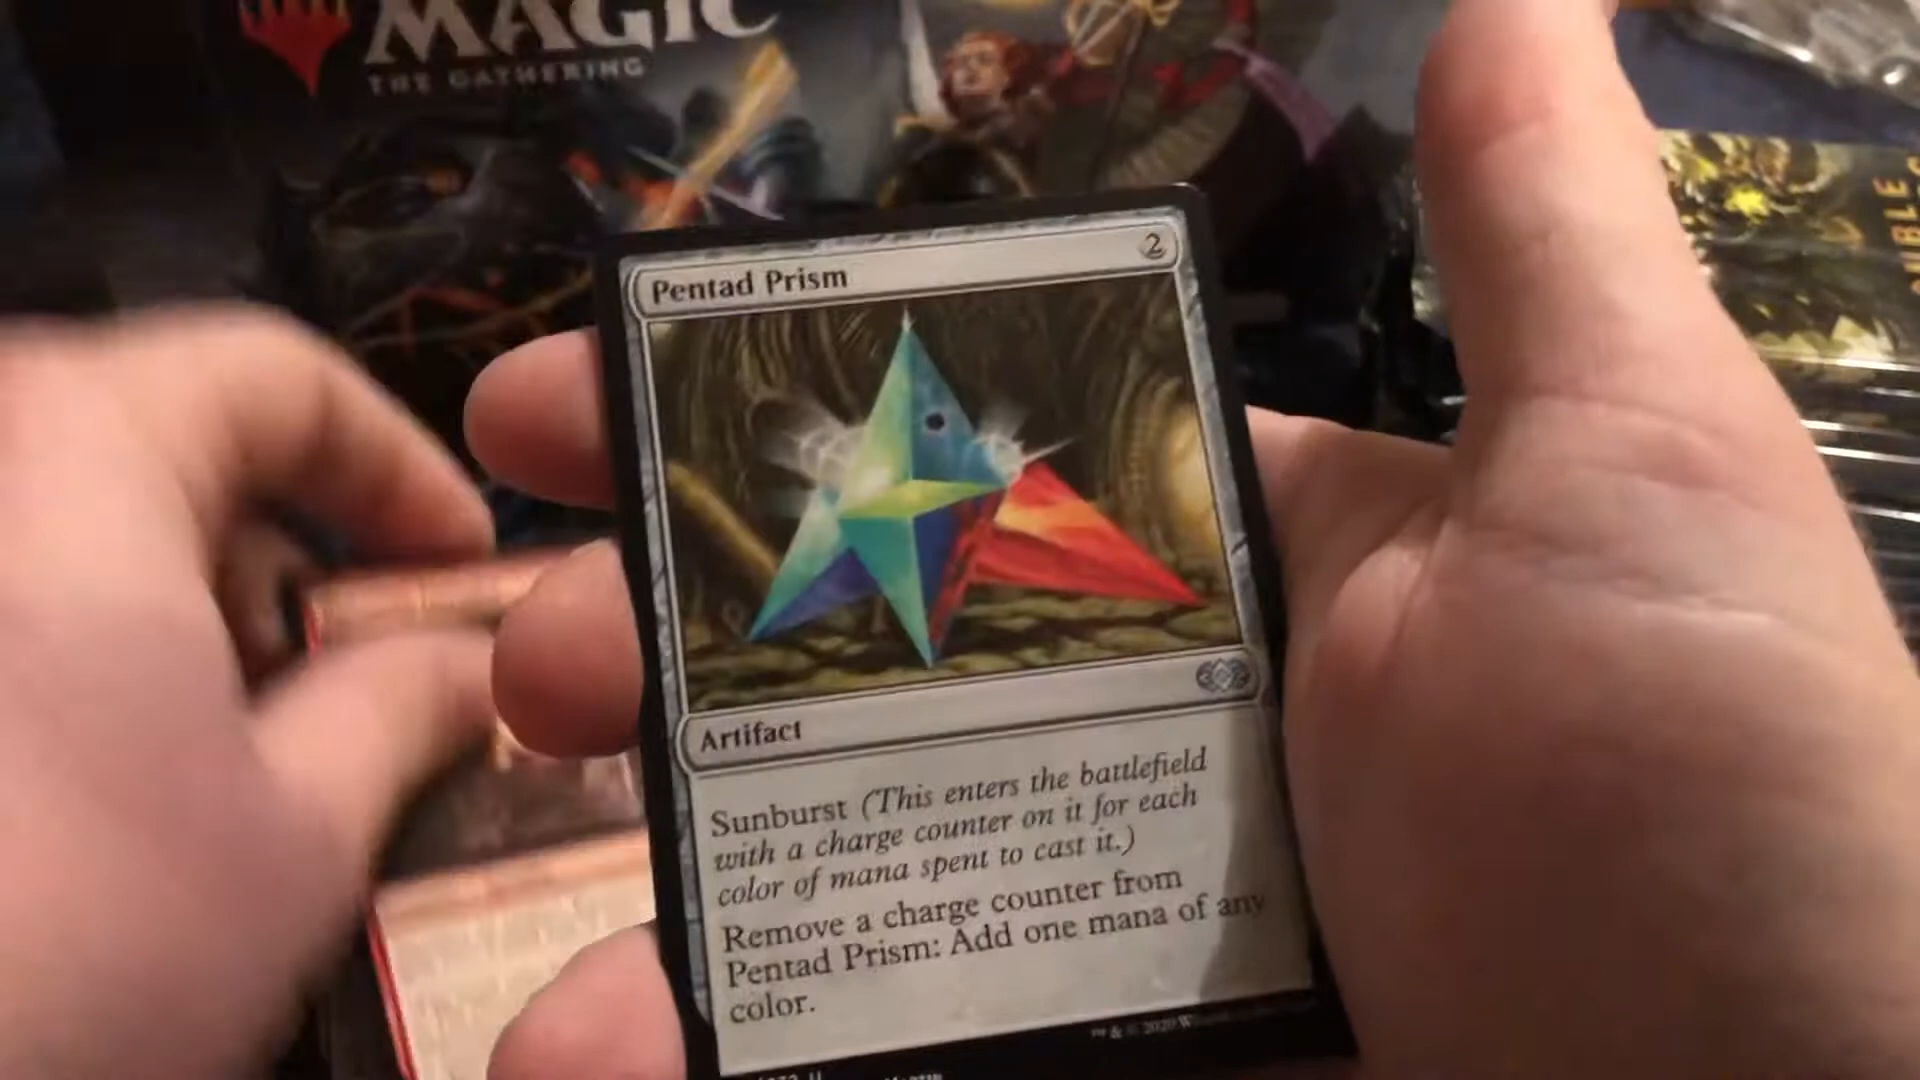 MAGIC
THE GATHERING
Pentad Prism
2
Artifact
Sunburst (This enters the battlefield
with a charge counter on it for each
color of mana spent to cast it.)
Remove a charge counter from
Pentad Prism: Add one mana of any
color.
™ & © 2020